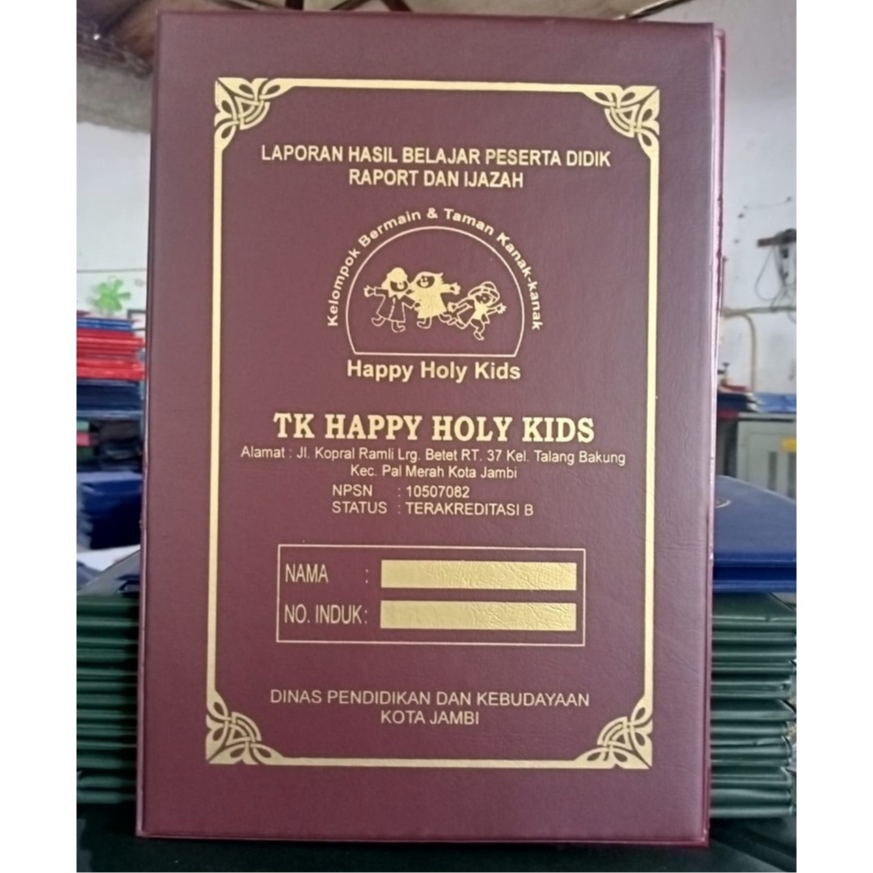 LAPORAN HASIL BELAJAR PESERTA DIDIK
RAPORT DAN IJAZAH
Kelompok Bermain & Taman Kanak-kanak
Happy Holy Kids
TK HAPPY HOLY KIDS
Alamat : Jl. Kopral Ramli Lrg. Betet RT. 37 Kel. Talang Bakung
Kec. Pal Merah Kota Jambi
NPSN : 10507082
STATUS : TERAKREDITASI B
NAMA :
NO. INDUK :
DINAS PENDIDIKAN DAN KEBUDAYAAN
KOTA JAMBI